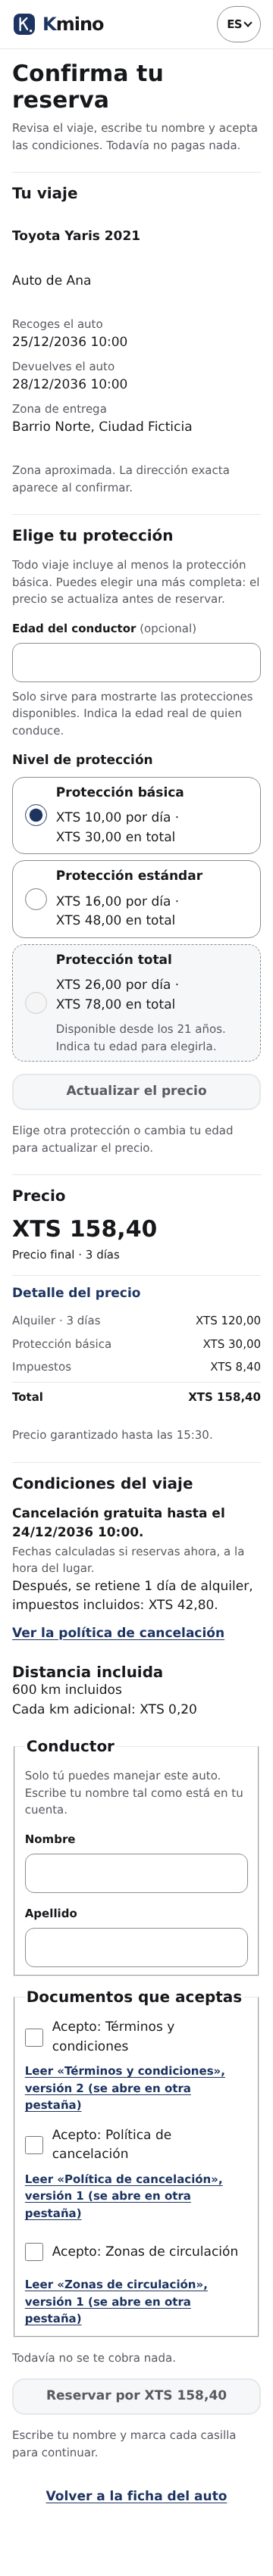 Kmino
ES
Confirma tu
reserva
Revisa el viaje, escribe tu nombre y acepta
las condiciones. Todavía no pagas nada.
Tu viaje
Toyota Yaris 2021
Auto de Ana
Recoges el auto
25/12/2036 10:00
Devuelves el auto
28/12/2036 10:00
Zona de entrega
Barrio Norte, Ciudad Ficticia
Zona aproximada. La dirección exacta
aparece al confirmar.
Elige tu protección
Todo viaje incluye al menos la protección
básica. Puedes elegir una más completa: el
precio se actualiza antes de reservar.
Edad del conductor (opcional)
Solo sirve para mostrarte las protecciones
disponibles. Indica la edad real de quien
conduce.
Nivel de protección
Protección básica
XTS 10,00 por día ·
XTS 30,00 en total
Protección estándar
XTS 16,00 por día ·
XTS 48,00 en total
Protección total
XTS 26,00 por día ·
XTS 78,00 en total
Disponible desde los 21 años.
Indica tu edad para elegirla.
Actualizar el precio
Elige otra protección o cambia tu edad
para actualizar el precio.
Precio
XTS 158,40
Precio final · 3 días
Detalle del precio
Alquiler · 3 días XTS 120,00
Protección básica XTS 30,00
Impuestos XTS 8,40
Total XTS 158,40
Precio garantizado hasta las 15:30.
Condiciones del viaje
Cancelación gratuita hasta el
24/12/2036 10:00.
Fechas calculadas si reservas ahora, a la
hora del lugar.
Después, se retiene 1 día de alquiler,
impuestos incluidos: XTS 42,80.
Ver la política de cancelación
Distancia incluida
600 km incluidos
Cada km adicional: XTS 0,20
Conductor
Solo tú puedes manejar este auto.
Escribe tu nombre tal como está en tu
cuenta.
Nombre
Apellido
Documentos que aceptas
Acepto: Términos y
condiciones
Leer «Términos y condiciones»,
versión 2 (se abre en otra
pestaña)
Acepto: Política de
cancelación
Leer «Política de cancelación»,
versión 1 (se abre en otra
pestaña)
Acepto: Zonas de circulación
Leer «Zonas de circulación»,
versión 1 (se abre en otra
pestaña)
Todavía no se te cobra nada.
Reservar por XTS 158,40
Escribe tu nombre y marca cada casilla
para continuar.
Volver a la ficha del auto